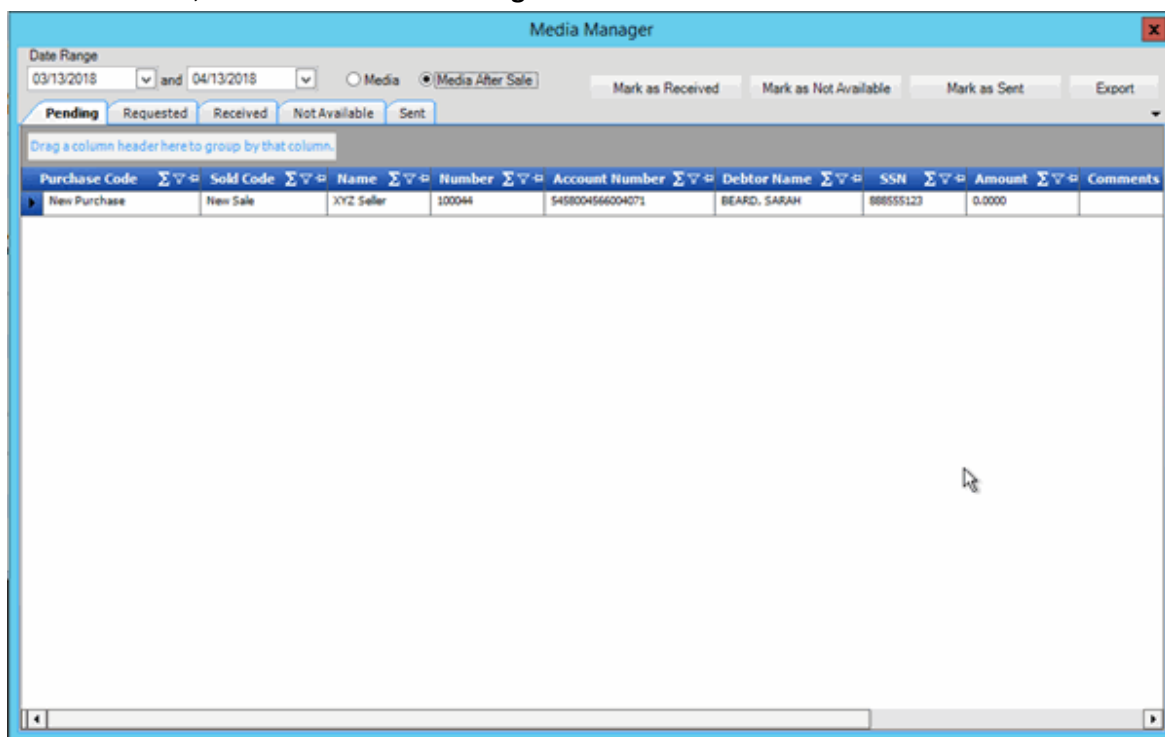 Media Manager
Date Range
03/13/2018 and 04/13/2018 Media Media After Sale Mark as Received Mark as Not Available Mark as Sent Export
Pending Requested Received Not Available Sent
Drag a column header here to group by that column.
Purchase Code Σ Sold Code Σ Name Σ Number Σ Account Number Σ Debtor Name Σ SSN Σ Amount Σ Comments
New Purchase New Sale XYZ Seller 100044 5458004566004071 BEARD, SARAH 888555123 0.0000